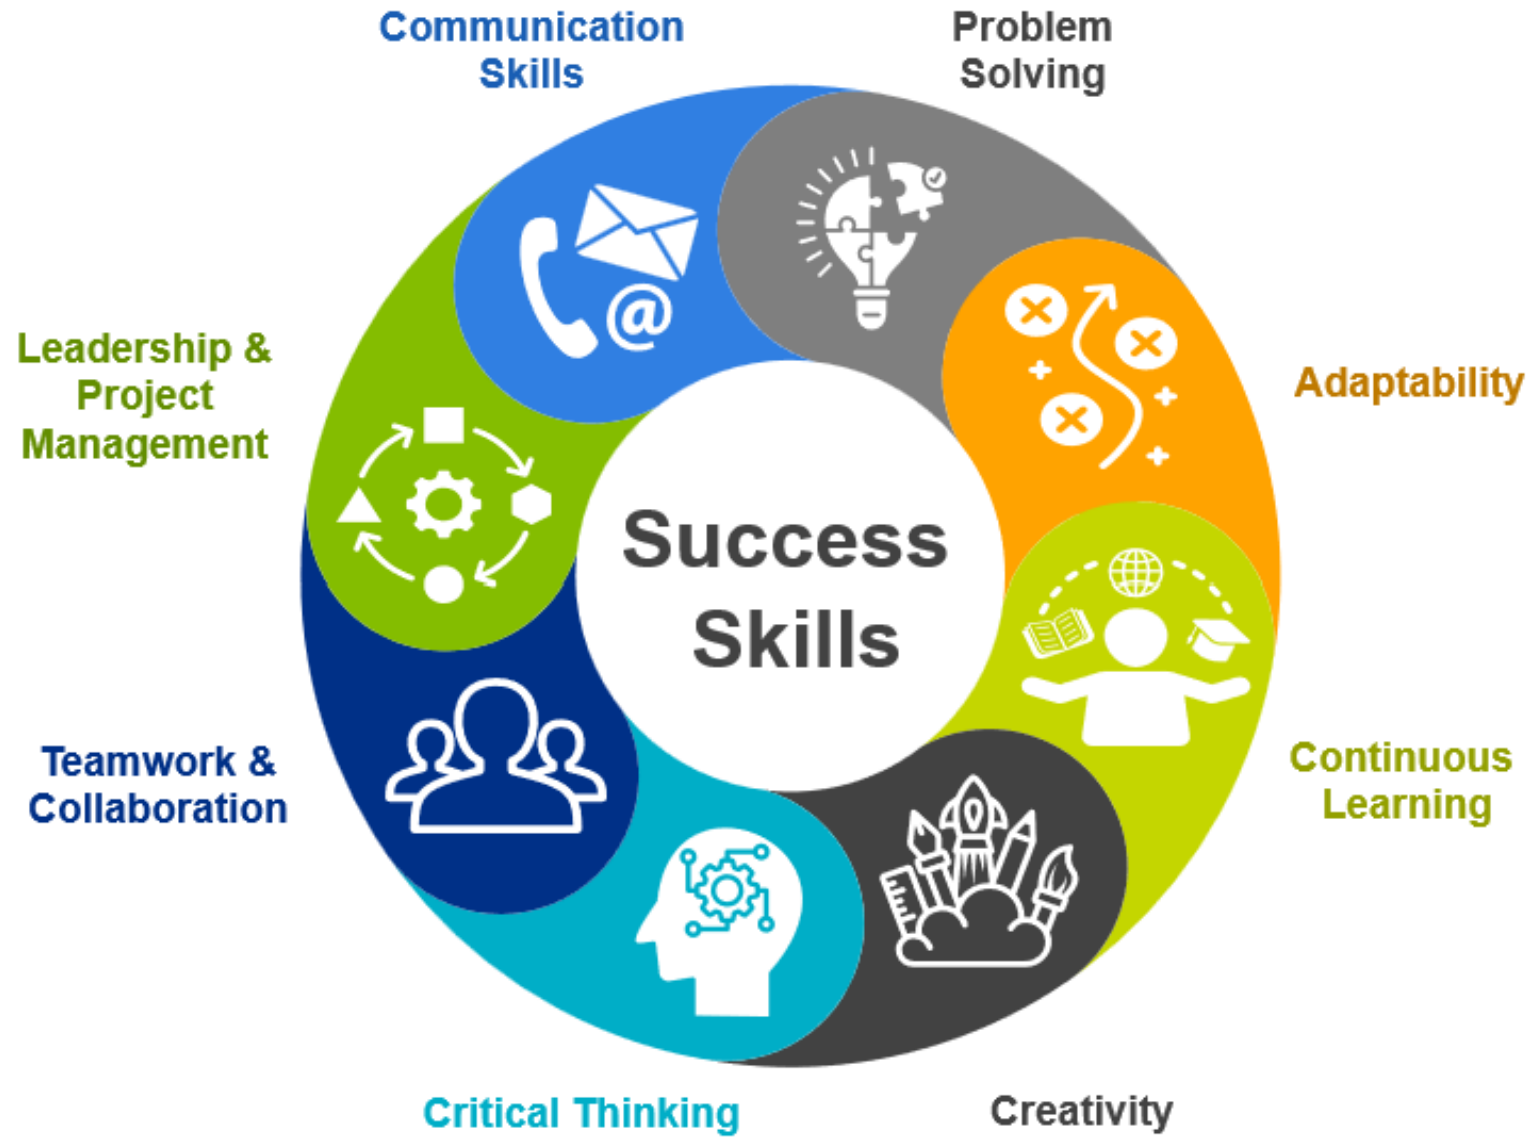 Communication
Skills
Problem
Solving
Adaptability
Continuous
Learning
Creativity
Critical Thinking
Teamwork &
Collaboration
Leadership &
Project
Management
Success
Skills
@